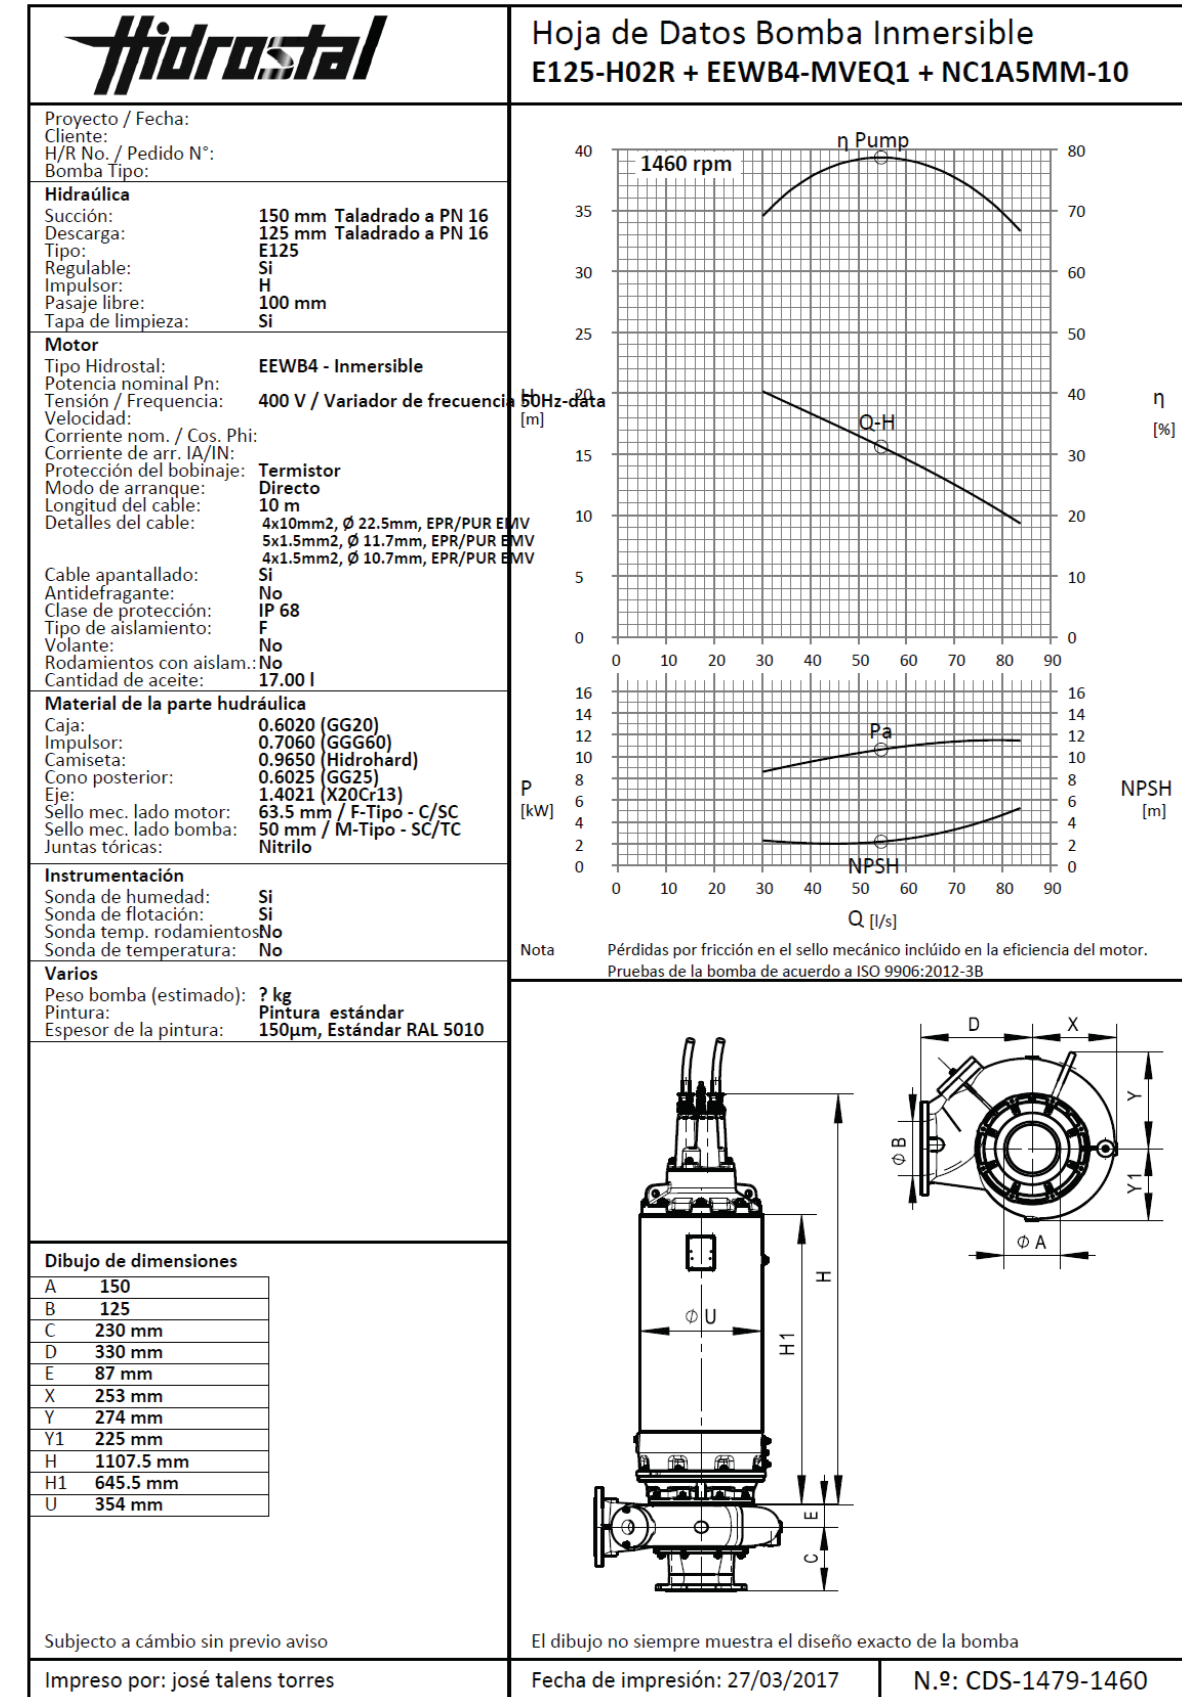 Hidrostal
Hoja de Datos Bomba Inmersible
E125-H02R + EEWB4-MVEQ1 + NC1A5MM-10
Proyecto / Fecha:
Cliente:
H/R No. / Pedido N°:
Bomba Tipo:
Hidraúlica
Succión: 150 mm Taladrado a PN 16
Descarga: 125 mm Taladrado a PN 16
Tipo: E125
Regulable: Si
Impulsor: H
Pasaje libre: 100 mm
Tapa de limpieza: Si
Motor
Tipo Hidrostal: EEWB4 - Inmersible
Potencia nominal Pn:
Tensión / Frequencia: 400 V / Variador de frecuencia 50Hz-data
Velocidad:
Corriente nom. / Cos. Phi:
Corriente de arr. IA/IN:
Protección del bobinaje: Termistor
Modo de arranque: Directo
Longitud del cable: 10 m
Detalles del cable: 4x10mm2, Ø 22.5mm, EPR/PUR EMV
5x1.5mm2, Ø 11.7mm, EPR/PUR EMV
4x1.5mm2, Ø 10.7mm, EPR/PUR EMV
Cable apantallado: Si
Antidefragante: No
Clase de protección: IP 68
Tipo de aislamiento: F
Volante: No
Rodamientos con aislam.: No
Cantidad de aceite: 17.00 l
Material de la parte hudráulica
Caja: 0.6020 (GG20)
Impulsor: 0.7060 (GGG60)
Camiseta: 0.9650 (Hidrohard)
Cono posterior: 0.6025 (GG25)
Eje: 1.4021 (X20Cr13)
Sello mec. lado motor: 63.5 mm / F-Tipo - C/SC
Sello mec. lado bomba: 50 mm / M-Tipo - SC/TC
Juntas tóricas: Nitrilo
Instrumentación
Sonda de humedad: Si
Sonda de flotación: Si
Sonda temp. rodamientos: No
Sonda de temperatura: No
Varios
Peso bomba (estimado): ? kg
Pintura: Pintura estándar
Espesor de la pintura: 150µm, Estándar RAL 5010
η Pump
1460 rpm
40 80
35 70
30 60
25 50
H 20 40 η
[m] [%]
Q-H
15 30
10 20
5 10
0 0
0 10 20 30 40 50 60 70 80 90
16 16
14 14
12 Pa 12
10 10
P 8 8 NPSH
[kW] 6 6 [m]
4 4
2 2
0 NPSH 0
0 10 20 30 40 50 60 70 80 90
Q [l/s]
Nota Pérdidas por fricción en el sello mecánico inclúido en la eficiencia del motor.
Pruebas de la bomba de acuerdo a ISO 9906:2012-3B
D X
Y
Φ B
Y1
Φ A
H
Φ U
H1
E
C
Dibujo de dimensiones
A 150
B 125
C 230 mm
D 330 mm
E 87 mm
X 253 mm
Y 274 mm
Y1 225 mm
H 1107.5 mm
H1 645.5 mm
U 354 mm
Subjecto a cámbio sin previo aviso
El dibujo no siempre muestra el diseño exacto de la bomba
Impreso por: josé talens torres
Fecha de impresión: 27/03/2017
N.º: CDS-1479-1460